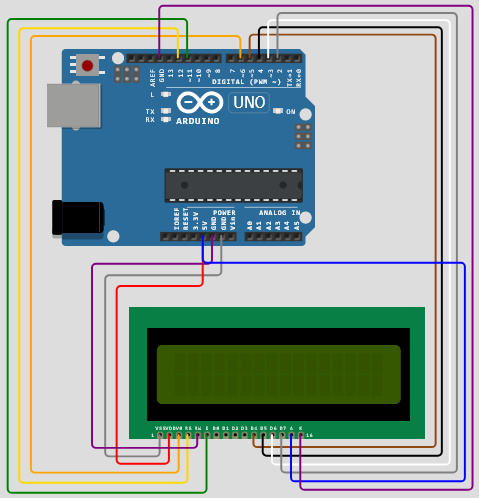 AREF
GND
13
12
~11
~10
~9
8
7
~6
~5
4
~3
2
TX→1
RX←0
DIGITAL (PWM ~)
L
TX
RX
UNO
ON
ARDUINO
IOREF
RESET
3.3V
5V
GND
GND
Vin
POWER
A0
A1
A2
A3
A4
A5
ANALOG IN
VSS VDD V0 RS RW E D0 D1 D2 D3 D4 D5 D6 D7 A K
1 16